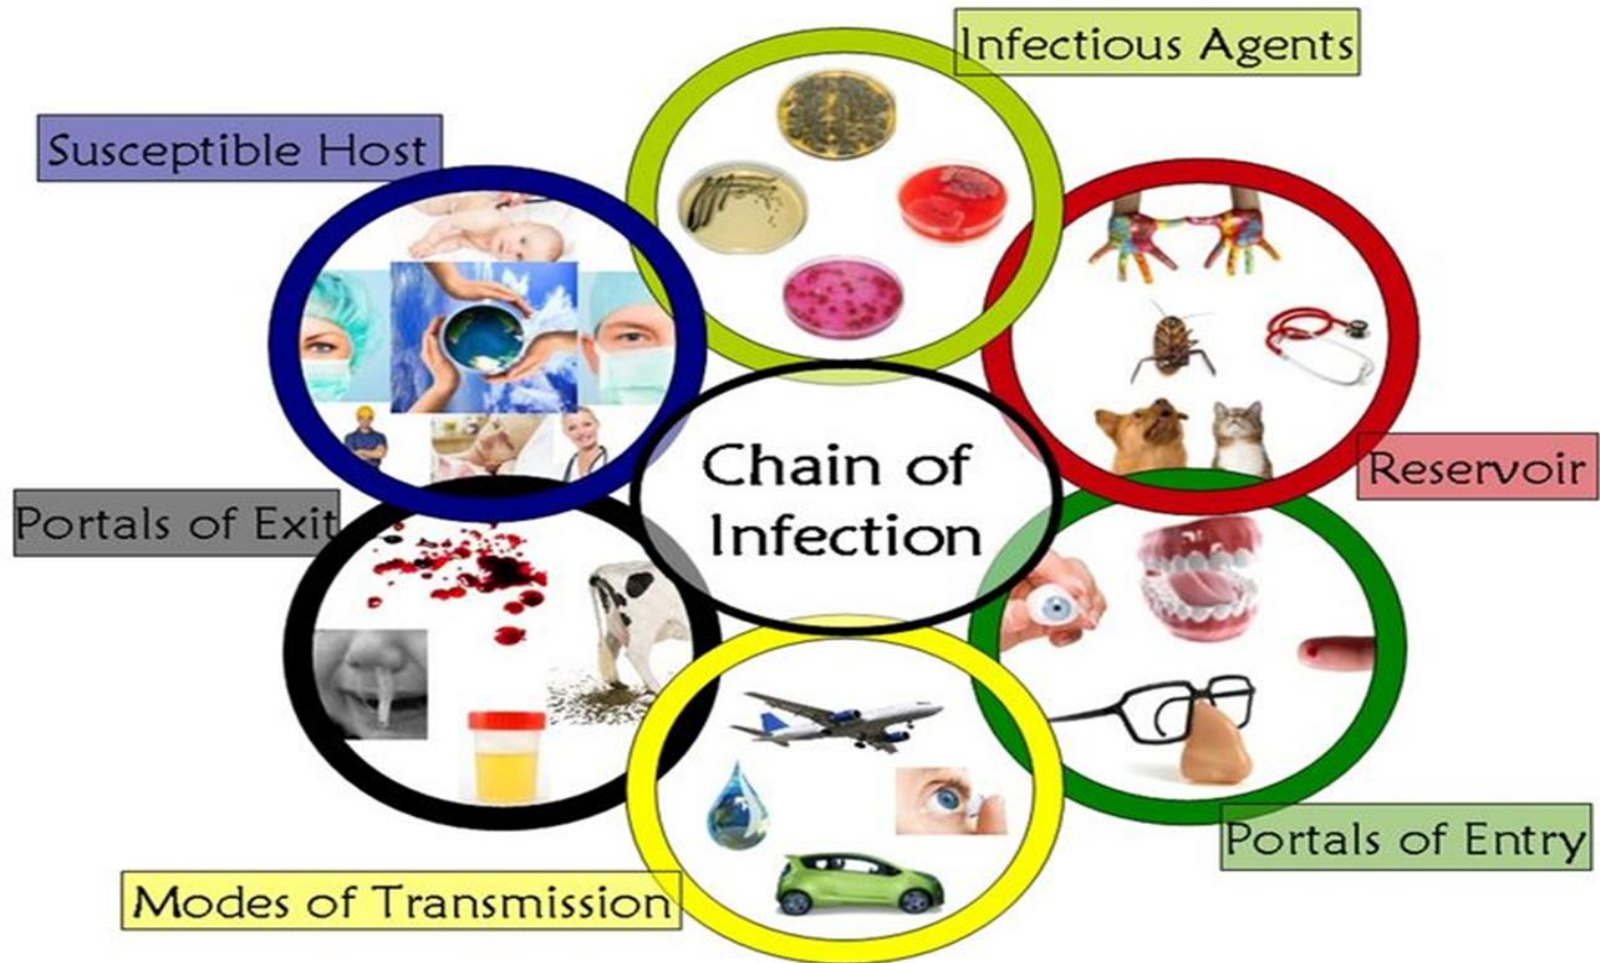 Infectious Agents
Susceptible Host
Chain of
Infection
Reservoir
Portals of Exit
Portals of Entry
Modes of Transmission